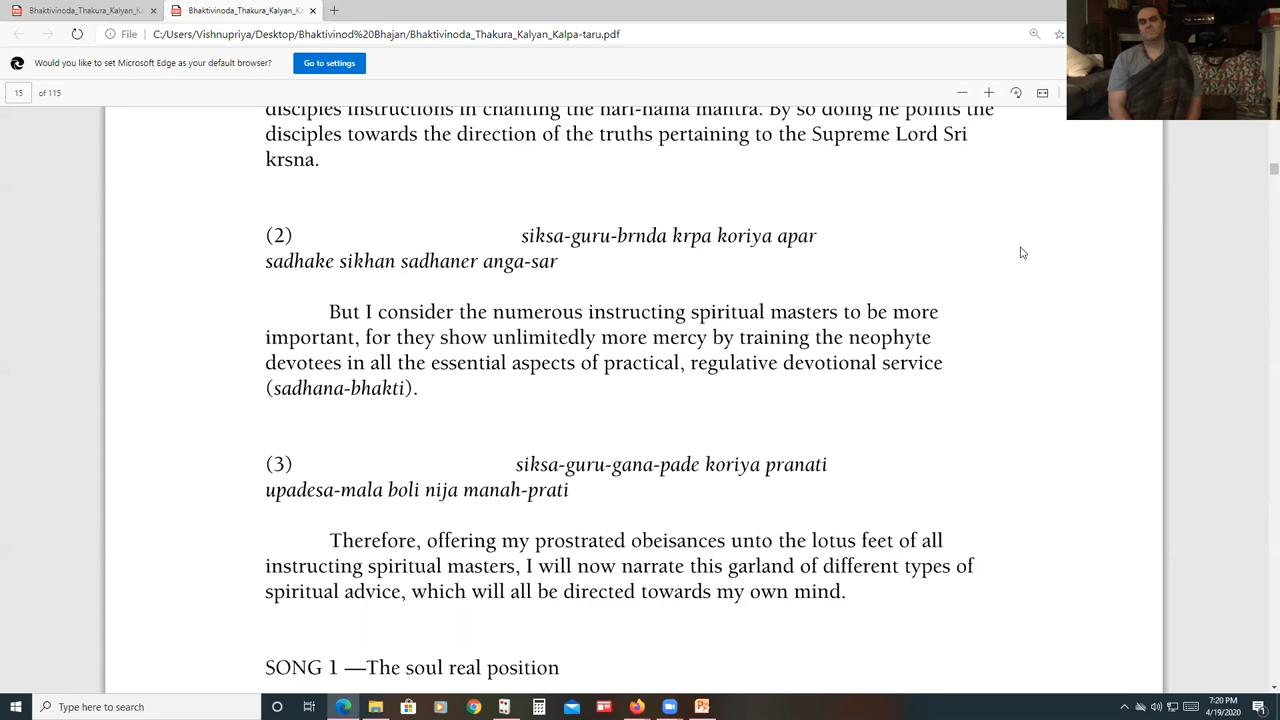 Bhaktivinoda_Thakura_Kalyan_K
Bhaktivinoda_Thakura_Kalyan_K
File
C:/Users/Vishnupriya/Desktop/Bhaktivinod%20Bhajan/Bhaktivinoda_Thakura_Kalyan_Kalpa-taru.pdf
Would you like to set Microsoft Edge as your default browser?
Go to settings
15 of 115
disciples instructions in chanting the hari-nama mantra. By so doing he points the
disciples towards the direction of the truths pertaining to the Supreme Lord Sri
krsna.
(2) siksa-guru-brnda krpa koriya apar
sadhake sikhan sadhaner anga-sar
But I consider the numerous instructing spiritual masters to be more
important, for they show unlimitedly more mercy by training the neophyte
devotees in all the essential aspects of practical, regulative devotional service
(sadhana-bhakti).
(3) siksa-guru-gana-pade koriya pranati
upadesa-mala boli nija manah-prati
Therefore, offering my prostrated obeisances unto the lotus feet of all
instructing spiritual masters, I will now narrate this garland of different types of
spiritual advice, which will all be directed towards my own mind.
SONG 1 —The soul real position
Type here to search
7:20 PM
4/19/2020